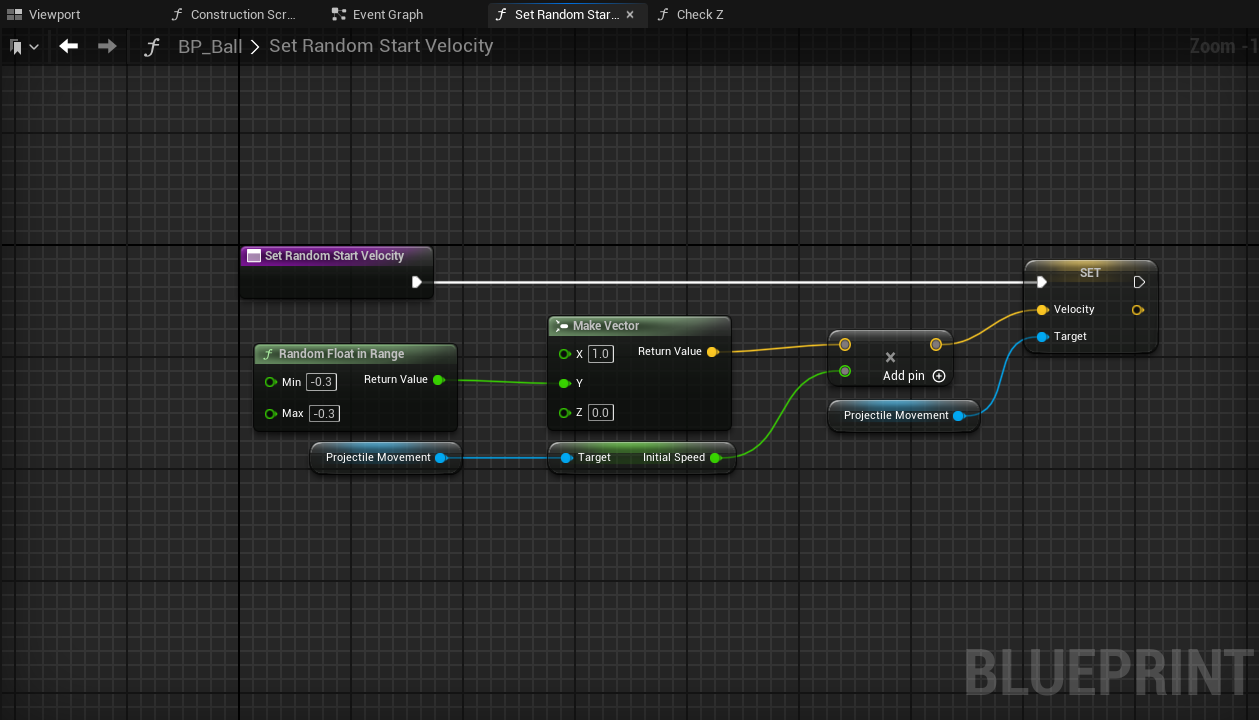 Viewport
Construction Scr...
Event Graph
Set Random Star...
Check Z
BP_Ball > Set Random Start Velocity
Zoom -1
Set Random Start Velocity
SET
Velocity
Target
Make Vector
X 1.0
Return Value
Y
Z 0.0
Random Float in Range
Min -0.3
Return Value
Max -0.3
Add pin
Projectile Movement
Projectile Movement
Target
Initial Speed
BLUEPRINT